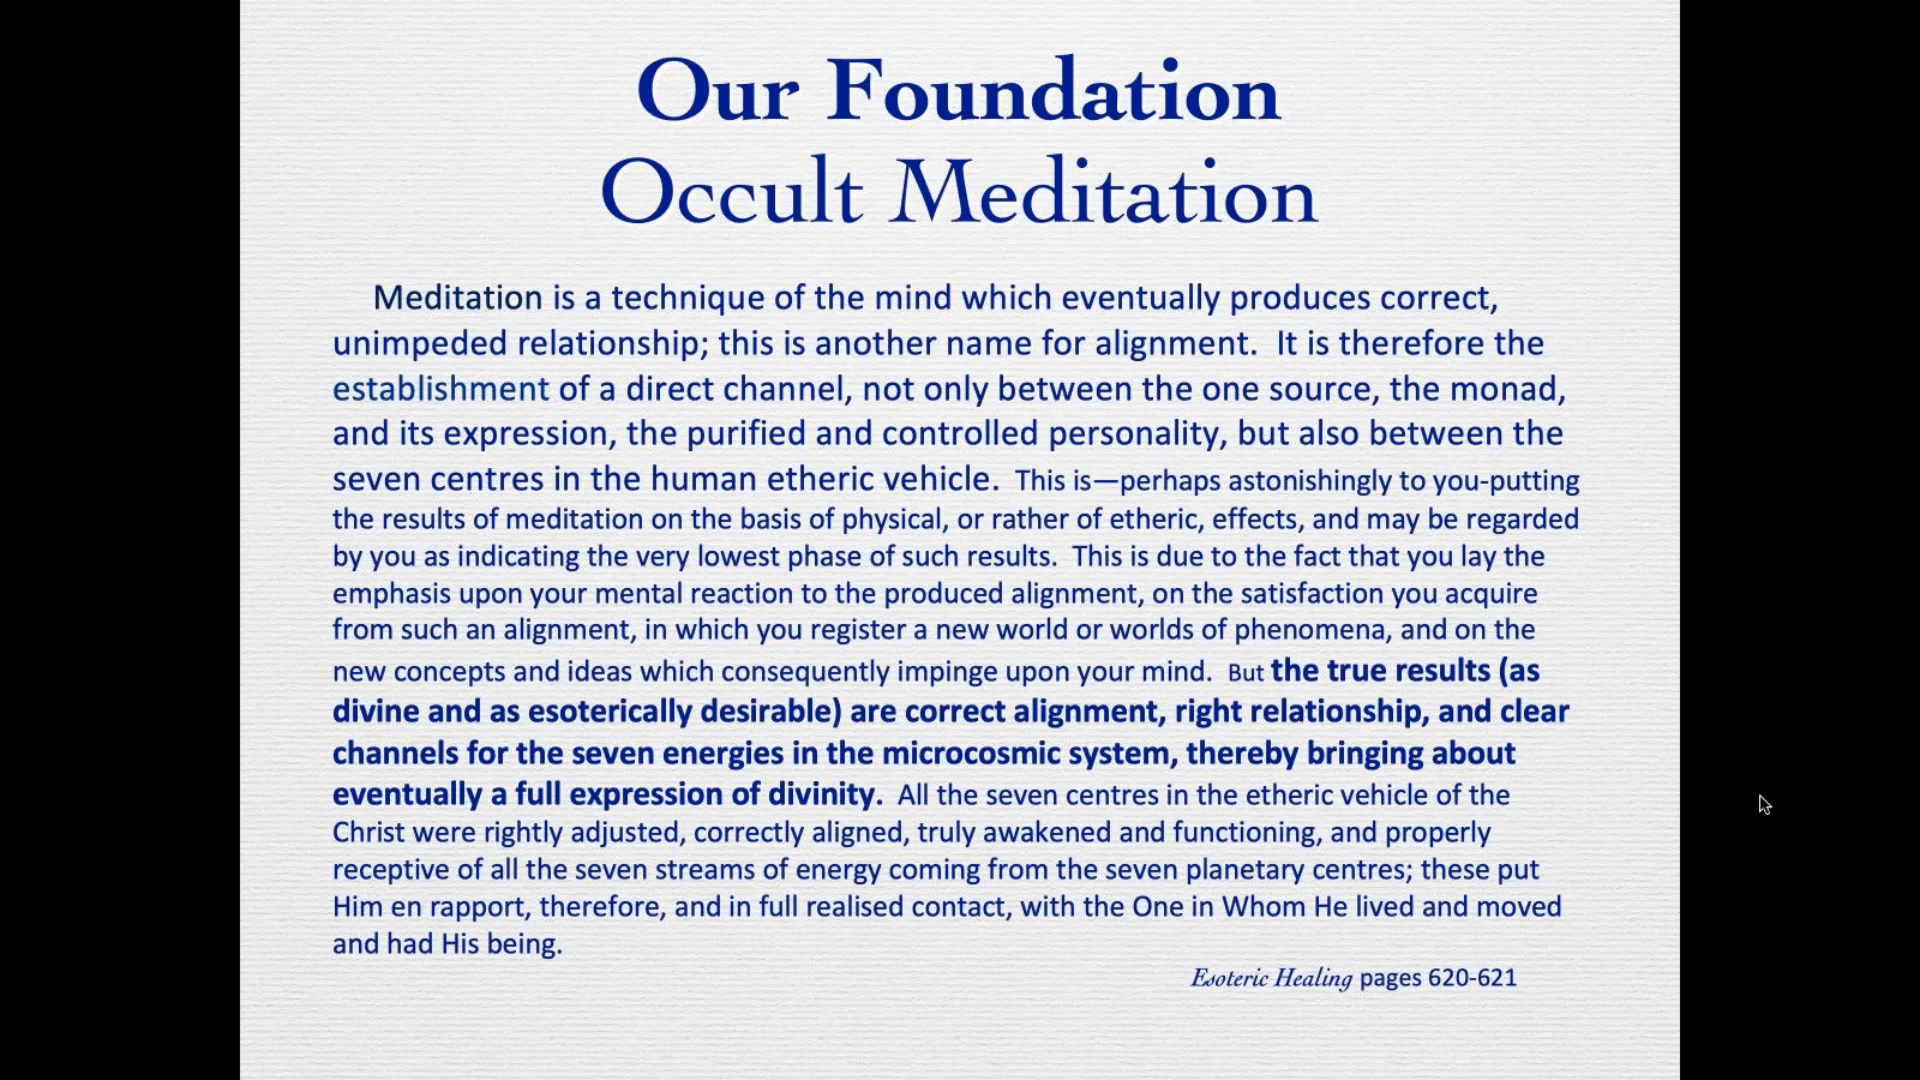 Our Foundation
Occult Meditation
Meditation is a technique of the mind which eventually produces correct,
unimpeded relationship; this is another name for alignment.  It is therefore the
establishment of a direct channel, not only between the one source, the monad,
and its expression, the purified and controlled personality, but also between the
seven centres in the human etheric vehicle.  This is—perhaps astonishingly to you-putting
the results of meditation on the basis of physical, or rather of etheric, effects, and may be regarded
by you as indicating the very lowest phase of such results.  This is due to the fact that you lay the
emphasis upon your mental reaction to the produced alignment, on the satisfaction you acquire
from such an alignment, in which you register a new world or worlds of phenomena, and on the
new concepts and ideas which consequently impinge upon your mind.  But the true results (as
divine and as esoterically desirable) are correct alignment, right relationship, and clear
channels for the seven energies in the microcosmic system, thereby bringing about
eventually a full expression of divinity.  All the seven centres in the etheric vehicle of the
Christ were rightly adjusted, correctly aligned, truly awakened and functioning, and properly
receptive of all the seven streams of energy coming from the seven planetary centres; these put
Him en rapport, therefore, and in full realised contact, with the One in Whom He lived and moved
and had His being.
Esoteric Healing pages 620-621